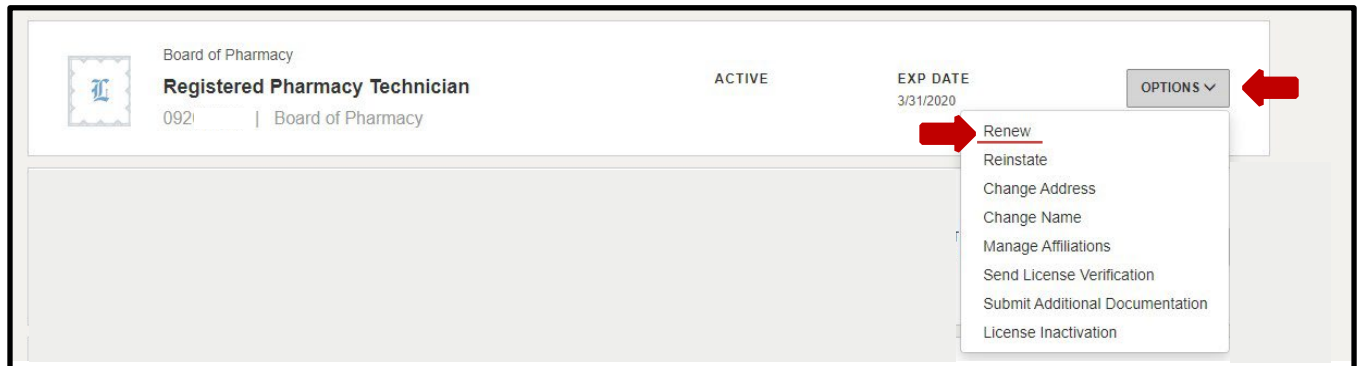 Board of Pharmacy
L
Registered Pharmacy Technician
ACTIVE
EXP DATE
3/31/2020
OPTIONS
092
| Board of Pharmacy
Renew
Reinstate
Change Address
Change Name
Manage Affiliations
Send License Verification
Submit Additional Documentation
License Inactivation